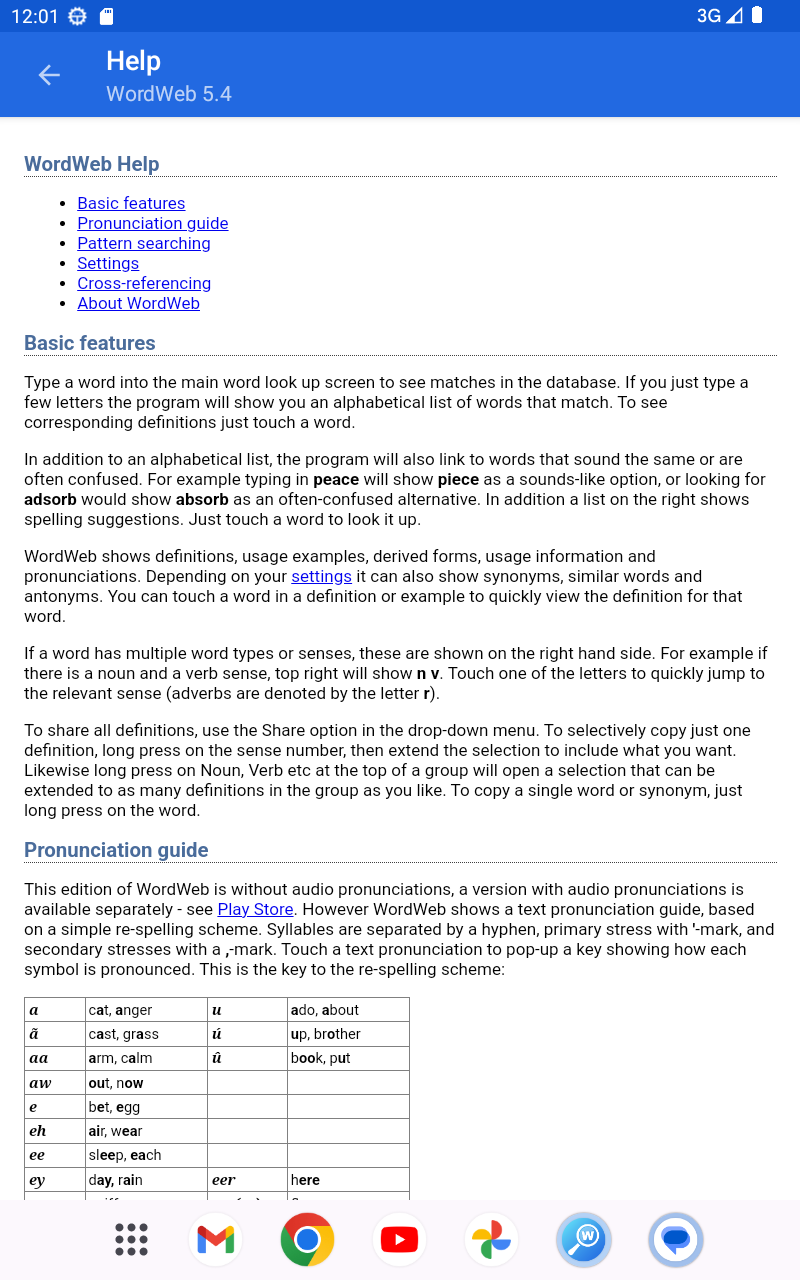 12:01
3G
Help
WordWeb 5.4
WordWeb Help
• Basic features
• Pronunciation guide
• Pattern searching
• Settings
• Cross-referencing
• About WordWeb
Basic features
Type a word into the main word look up screen to see matches in the database. If you just type a
few letters the program will show you an alphabetical list of words that match. To see
corresponding definitions just touch a word.
In addition to an alphabetical list, the program will also link to words that sound the same or are
often confused. For example typing in peace will show piece as a sounds-like option, or looking for
adsorb would show absorb as an often-confused alternative. In addition a list on the right shows
spelling suggestions. Just touch a word to look it up.
WordWeb shows definitions, usage examples, derived forms, usage information and
pronunciations. Depending on your settings it can also show synonyms, similar words and
antonyms. You can touch a word in a definition or example to quickly view the definition for that
word.
If a word has multiple word types or senses, these are shown on the right hand side. For example if
there is a noun and a verb sense, top right will show n v. Touch one of the letters to quickly jump to
the relevant sense (adverbs are denoted by the letter r).
To share all definitions, use the Share option in the drop-down menu. To selectively copy just one
definition, long press on the sense number, then extend the selection to include what you want.
Likewise long press on Noun, Verb etc at the top of a group will open a selection that can be
extended to as many definitions in the group as you like. To copy a single word or synonym, just
long press on the word.
Pronunciation guide
This edition of WordWeb is without audio pronunciations, a version with audio pronunciations is
available separately - see Play Store. However WordWeb shows a text pronunciation guide, based
on a simple re-spelling scheme. Syllables are separated by a hyphen, primary stress with '-mark, and
secondary stresses with a ,-mark. Touch a text pronunciation to pop-up a key showing how each
symbol is pronounced. This is the key to the re-spelling scheme:
a cat, anger u ado, about
ã cast, grass ú up, brother
aa arm, calm û book, put
aw out, now
e bet, egg
eh air, wear
ee sleep, each
ey day, rain eer here
W